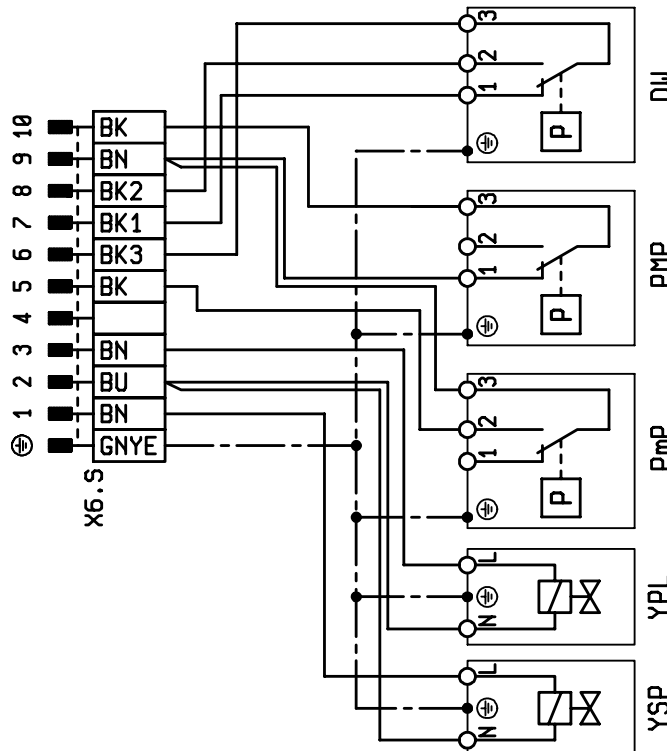 10 BK
9 BN
8 BK2
7 BK1
6 BK3
5 BK
4
3 BN
2 BU
1 BN
GNYE
X6.S
3
2
1
P
DW
3
2
1
P
PMP
3
2
1
P
PmP
L
N
YPL
L
N
YSP